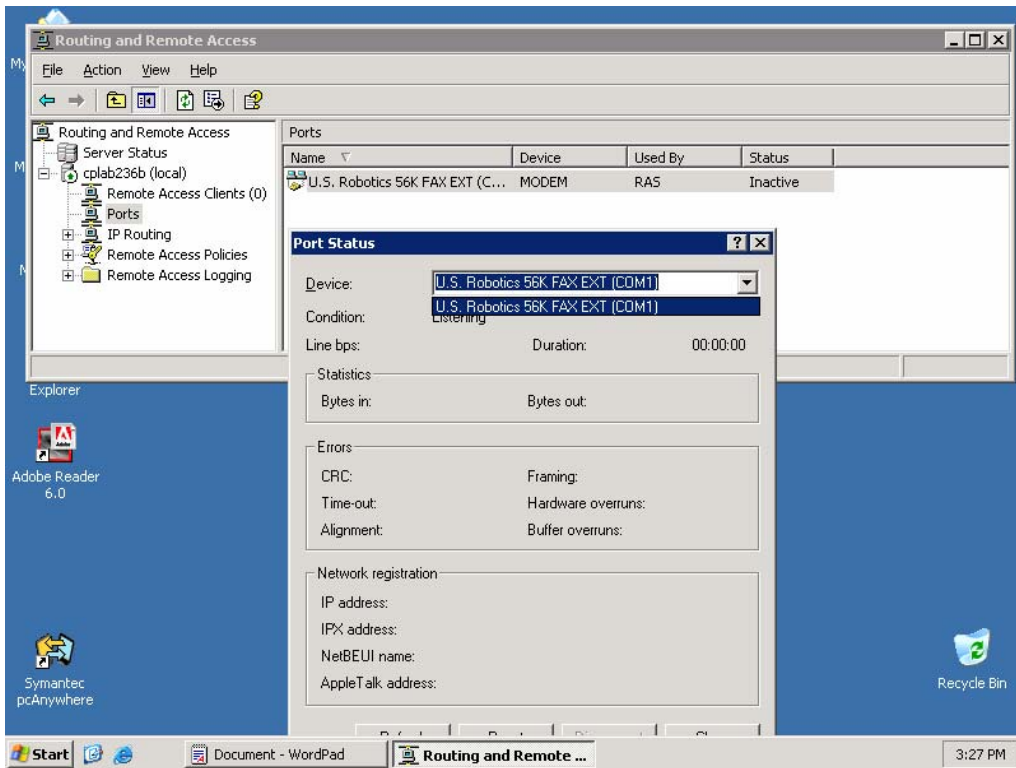 Routing and Remote Access
File Action View Help
Routing and Remote Access
Server Status
cplab236b (local)
Remote Access Clients (0)
Ports
IP Routing
Remote Access Policies
Remote Access Logging
Ports
Name Device Used By Status
U.S. Robotics 56K FAX EXT (C... MODEM RAS Inactive
Port Status
Device: U.S. Robotics 56K FAX EXT (COM1)
U.S. Robotics 56K FAX EXT (COM1)
Condition: Listening
Line bps: Duration: 00:00:00
Statistics
Bytes in: Bytes out:
Errors
CRC: Framing:
Time-out: Hardware overruns:
Alignment: Buffer overruns:
Network registration
IP address:
IPX address:
NetBEUI name:
AppleTalk address:
My
M
N
Explorer
Adobe Reader
6.0
Symantec
pcAnywhere
Recycle Bin
Start Document - WordPad Routing and Remote ... 3:27 PM